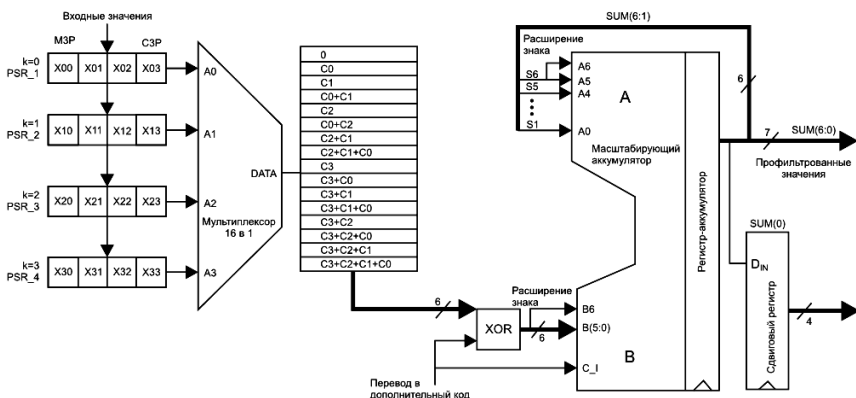 Входные значения
МЗР
СЗР
k=0
PSR_1
X00 X01 X02 X03
k=1
PSR_2
X10 X11 X12 X13
k=2
PSR_3
X20 X21 X22 X23
k=3
PSR_4
X30 X31 X32 X33
A0
A1
A2
A3
DATA
Мультиплексор
16 в 1
0
C0
C1
C0+C1
C2
C0+C2
C2+C1
C2+C1+C0
C3
C3+C0
C3+C1
C3+C1+C0
C3+C2
C3+C2+C0
C3+C2+C1
C3+C2+C1+C0
6
XOR
Перевод в
дополнительный код
Расширение
знака
6
B6
B(5:0)
C_I
B
SUM(6:1)
Расширение
знака
S6
S5
S1
A6
A5
A4
A0
A
Масштабирующий
аккумулятор
Регистр-аккумулятор
6
7
SUM(6:0)
Профильтрованные
значения
SUM(0)
DIN
Сдвиговый регистр
4